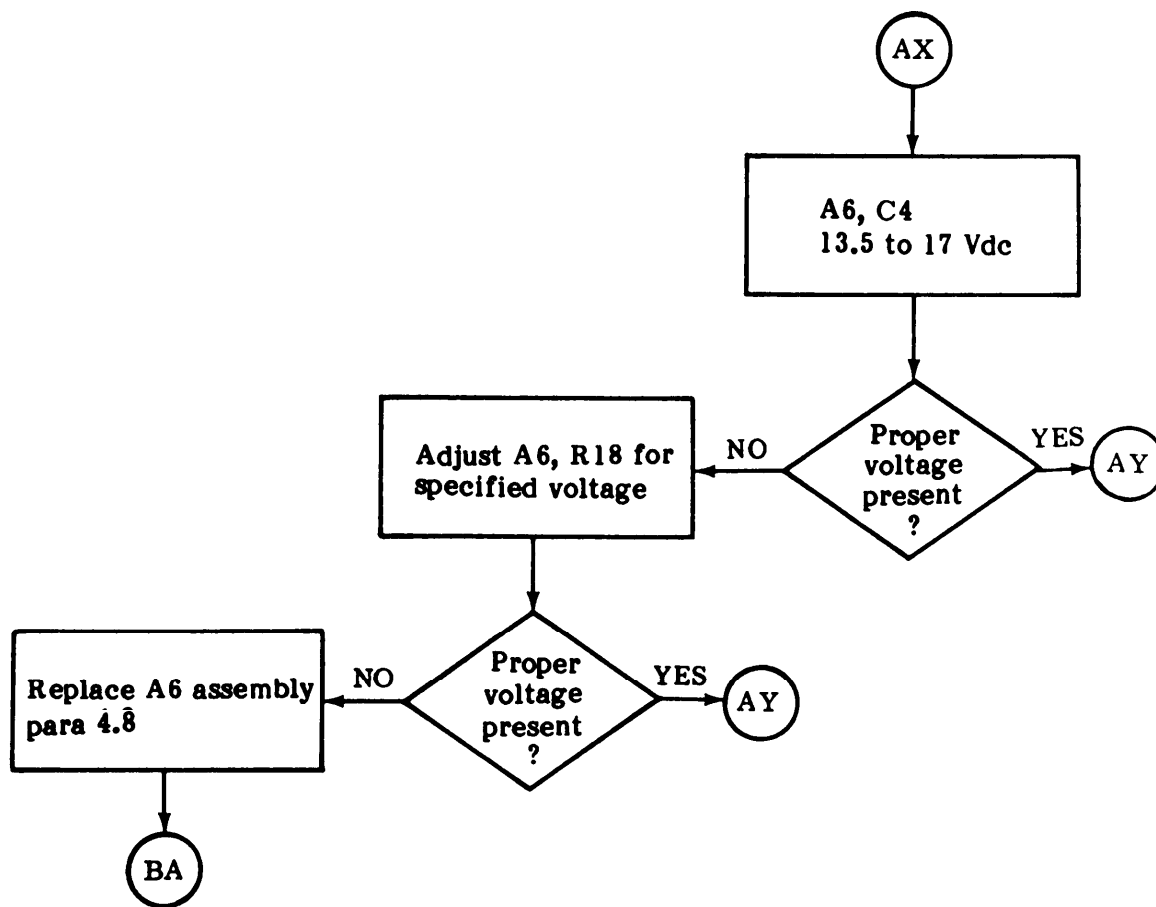 AX
A6, C4
13.5 to 17 Vdc
Proper
voltage
present
?
YES
AY
NO
Adjust A6, R18 for
specified voltage
Proper
voltage
present
?
YES
AY
NO
Replace A6 assembly
para 4.8
BA